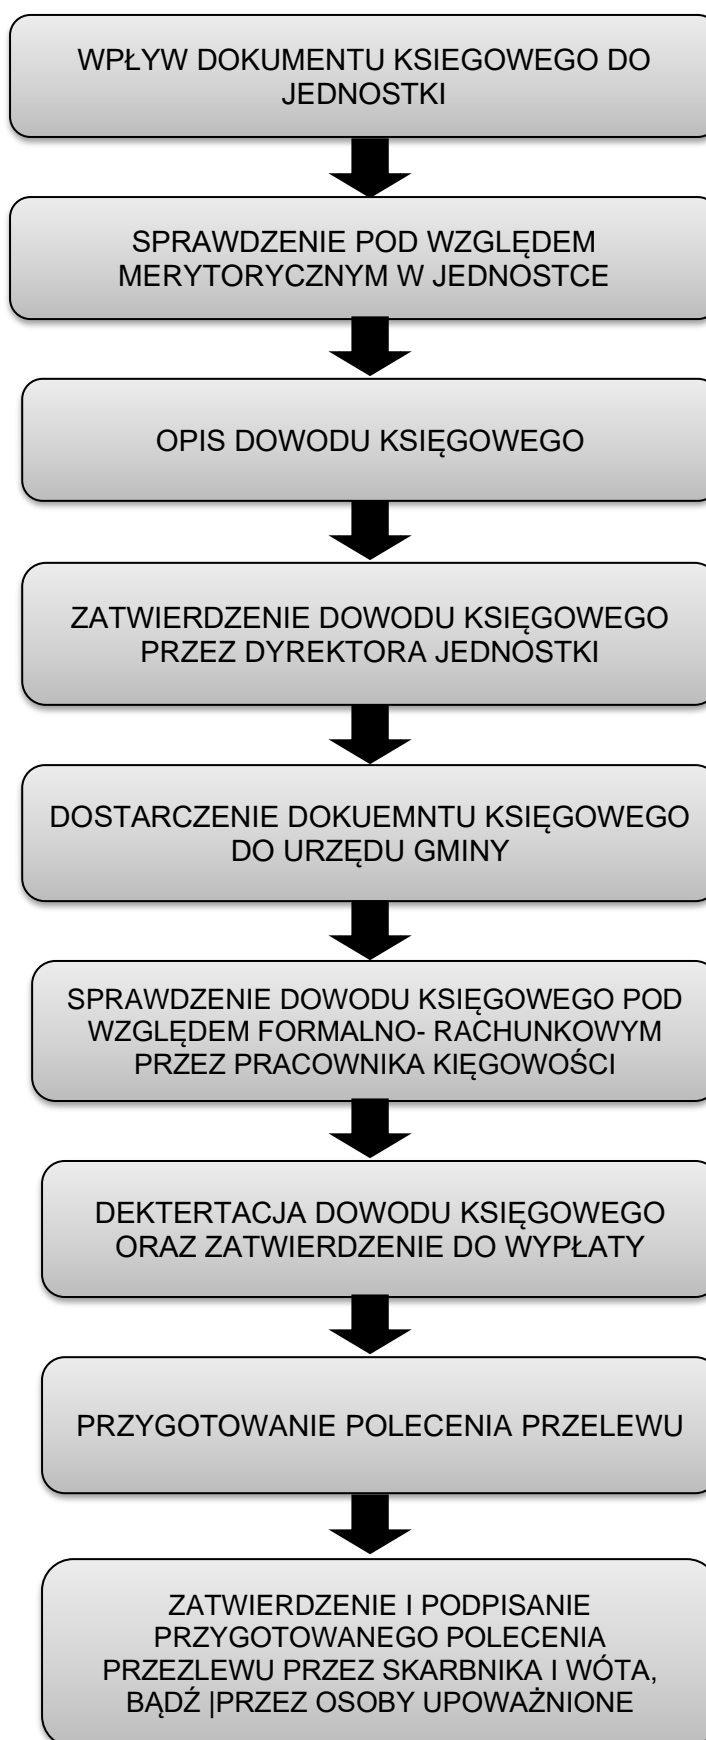 WPŁYW DOKUMENTU KSIEGOWEGO DO
JEDNOSTKI
SPRAWDZENIE POD WZGLĘDEM
MERYTORYCZNYM W JEDNOSTCE
OPIS DOWODU KSIĘGOWEGO
ZATWIERDZENIE DOWODU KSIĘGOWEGO
PRZEZ DYREKTORA JEDNOSTKI
DOSTARCZENIE DOKUEMNTU KSIĘGOWEGO
DO URZĘDU GMINY
SPRAWDZENIE DOWODU KSIĘGOWEGO POD
WZGLĘDEM FORMALNO- RACHUNKOWYM
PRZEZ PRACOWNIKA KIĘGOWOŚCI
DEKTERTACJA DOWODU KSIĘGOWEGO
ORAZ ZATWIERDZENIE DO WYPŁATY
PRZYGOTOWANIE POLECENIA PRZELEWU
ZATWIERDZENIE I PODPISANIE
PRZYGOTOWANEGO POLECENIA
PRZEZLEWU PRZEZ SKARBNIKA I WÓTA,
BĄDŹ |PRZEZ OSOBY UPOWAŻNIONE